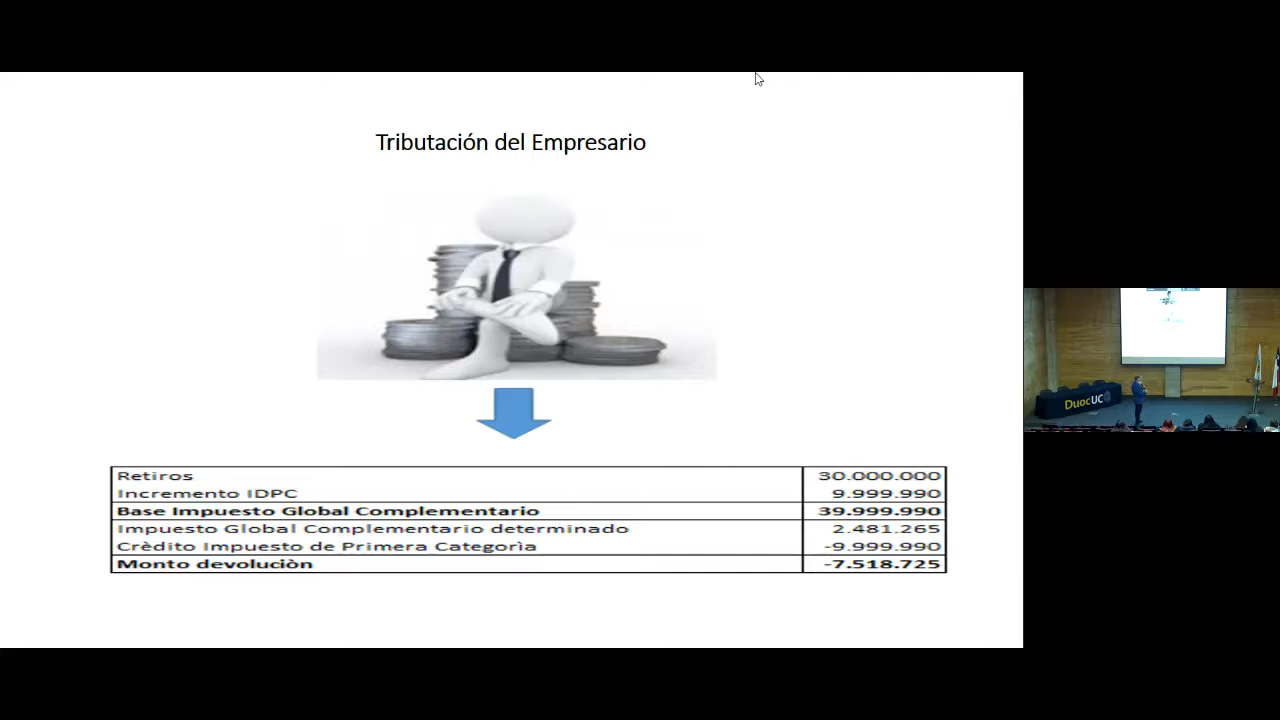 Tributación del Empresario
Retiros 30.000.000
Incremento IDPC 9.999.990
Base Impuesto Global Complementario 39.999.990
Impuesto Global Complementario determinado 2.481.265
Crèdito Impuesto de Primera Categorìa -9.999.990
Monto devoluciòn -7.518.725
DuocUC